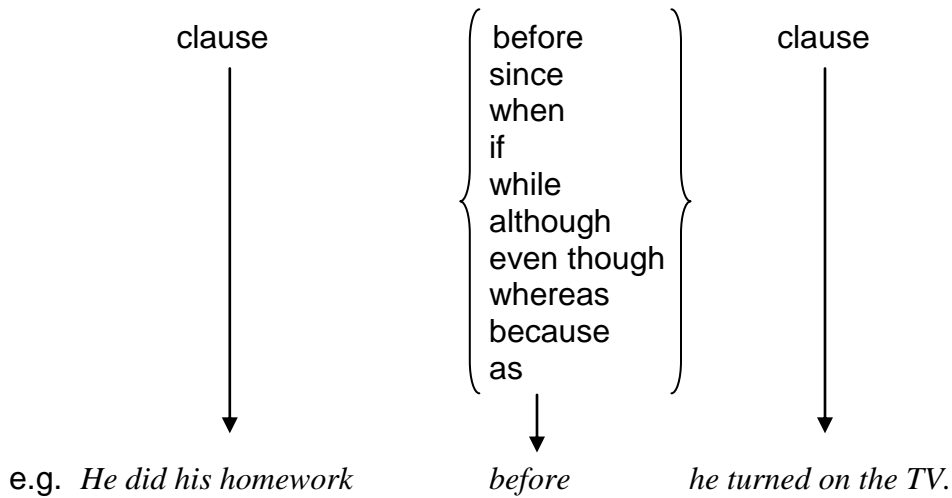 clause before clause
since
when
if
while
although
even though
whereas
because
as
e.g. He did his homework before he turned on the TV.